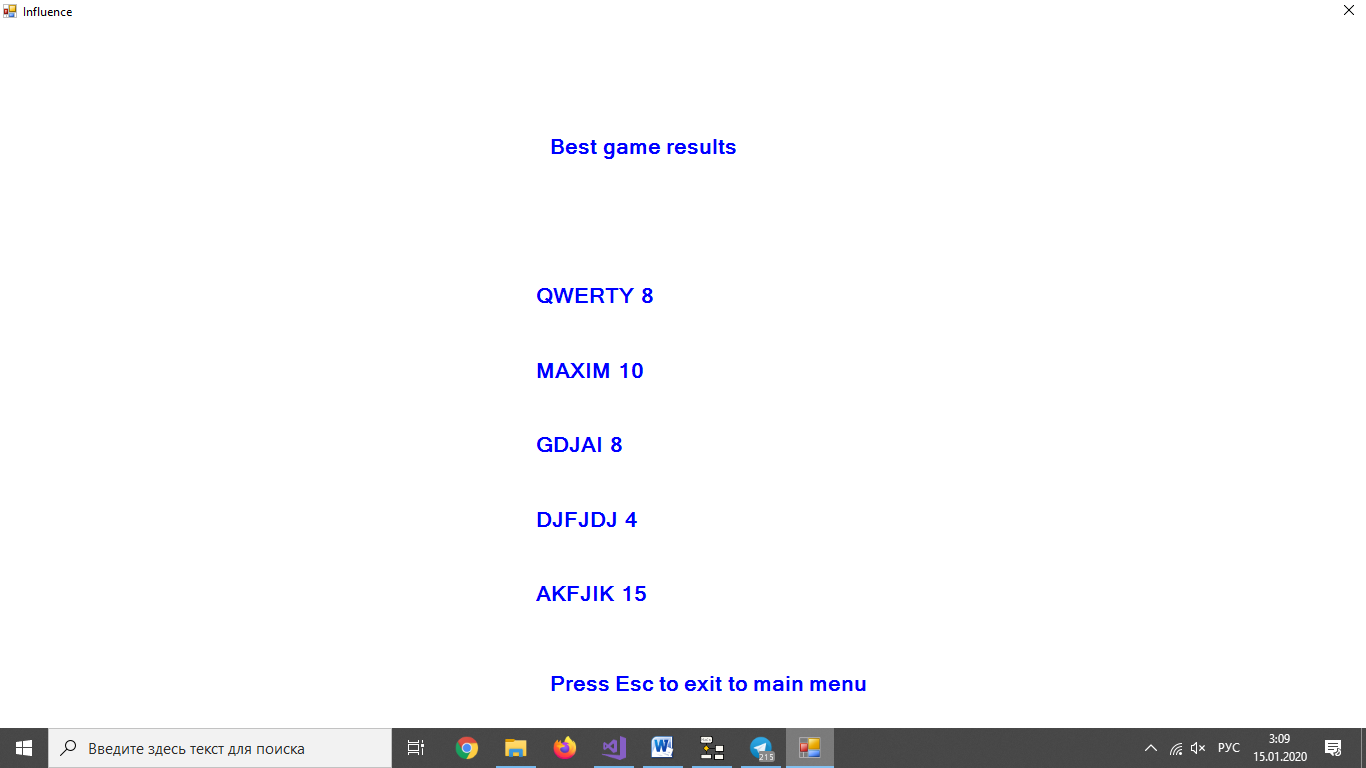 Influence
Best game results
QWERTY 8
MAXIM 10
GDJAI 8
DJFJDJ 4
AKFJIK 15
Press Esc to exit to main menu
Введите здесь текст для поиска
215
РУС
3:09
15.01.2020